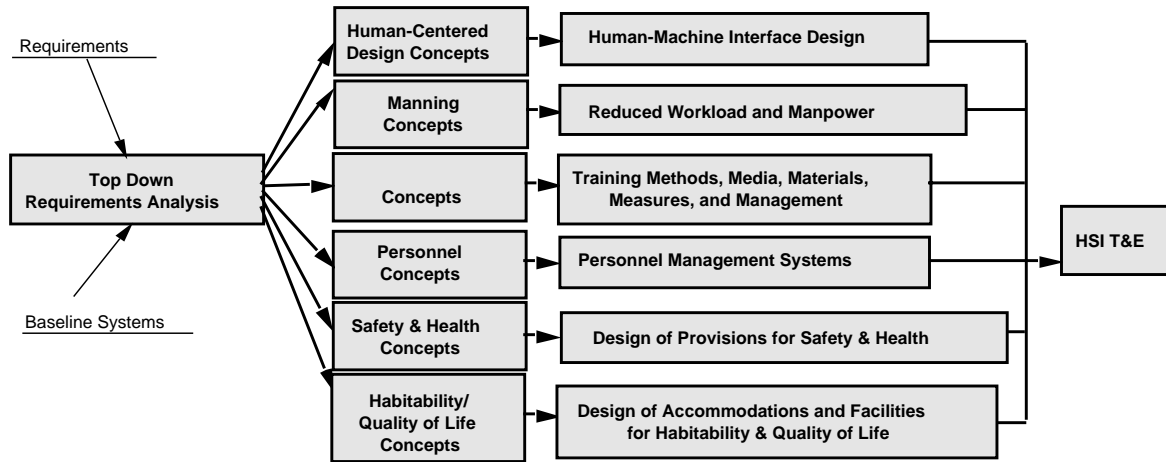 Requirements
Baseline Systems
Top Down
Requirements Analysis
Human-Centered
Design Concepts
Human-Machine Interface Design
Manning
Concepts
Reduced Workload and Manpower
Concepts
Training Methods, Media, Materials,
Measures, and Management
Personnel
Concepts
Personnel Management Systems
Safety & Health
Concepts
Design of Provisions for Safety & Health
Habitability/
Quality of Life
Concepts
Design of Accommodations and Facilities
for Habitability & Quality of Life
HSI T&E